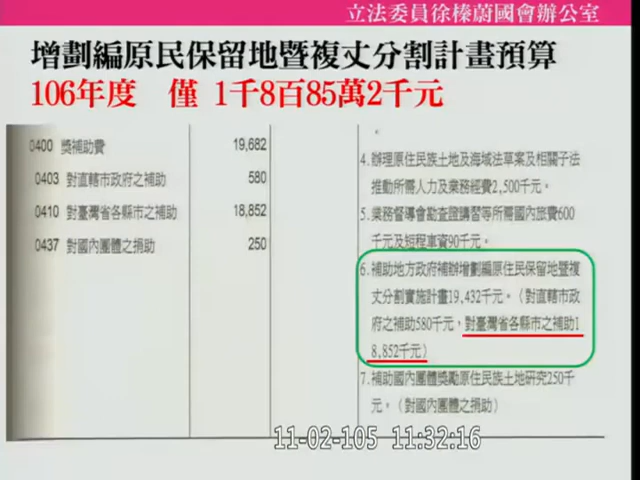 立法委員徐榛蔚國會辦公室
增劃編原民保留地暨複丈分割計畫預算
106年度 僅 1千8百85萬2千元
0400 獎補助費 19,682
0403 對直轄市政府之補助 580
0410 對臺灣省各縣市之補助 18,852
0437 對國內團體之捐助 250
。
4. 辦理原住民族土地及海域法草案及相關子法
推動所需人力及業務經費2,500千元。
5. 業務督導會勘查證講習等所需國內旅費600
千元及短程車資90千元。
6. 補助地方政府補辦增劃編原住民保留地暨複
丈分割實施計畫19,432千元。（對直轄市政
府之補助580千元，對臺灣省各縣市之補助1
8,852千元）
7. 補助國內團體獎勵原住民族土地研究250千
元。（對國內團體之捐助）
11-02-105 11:32:16